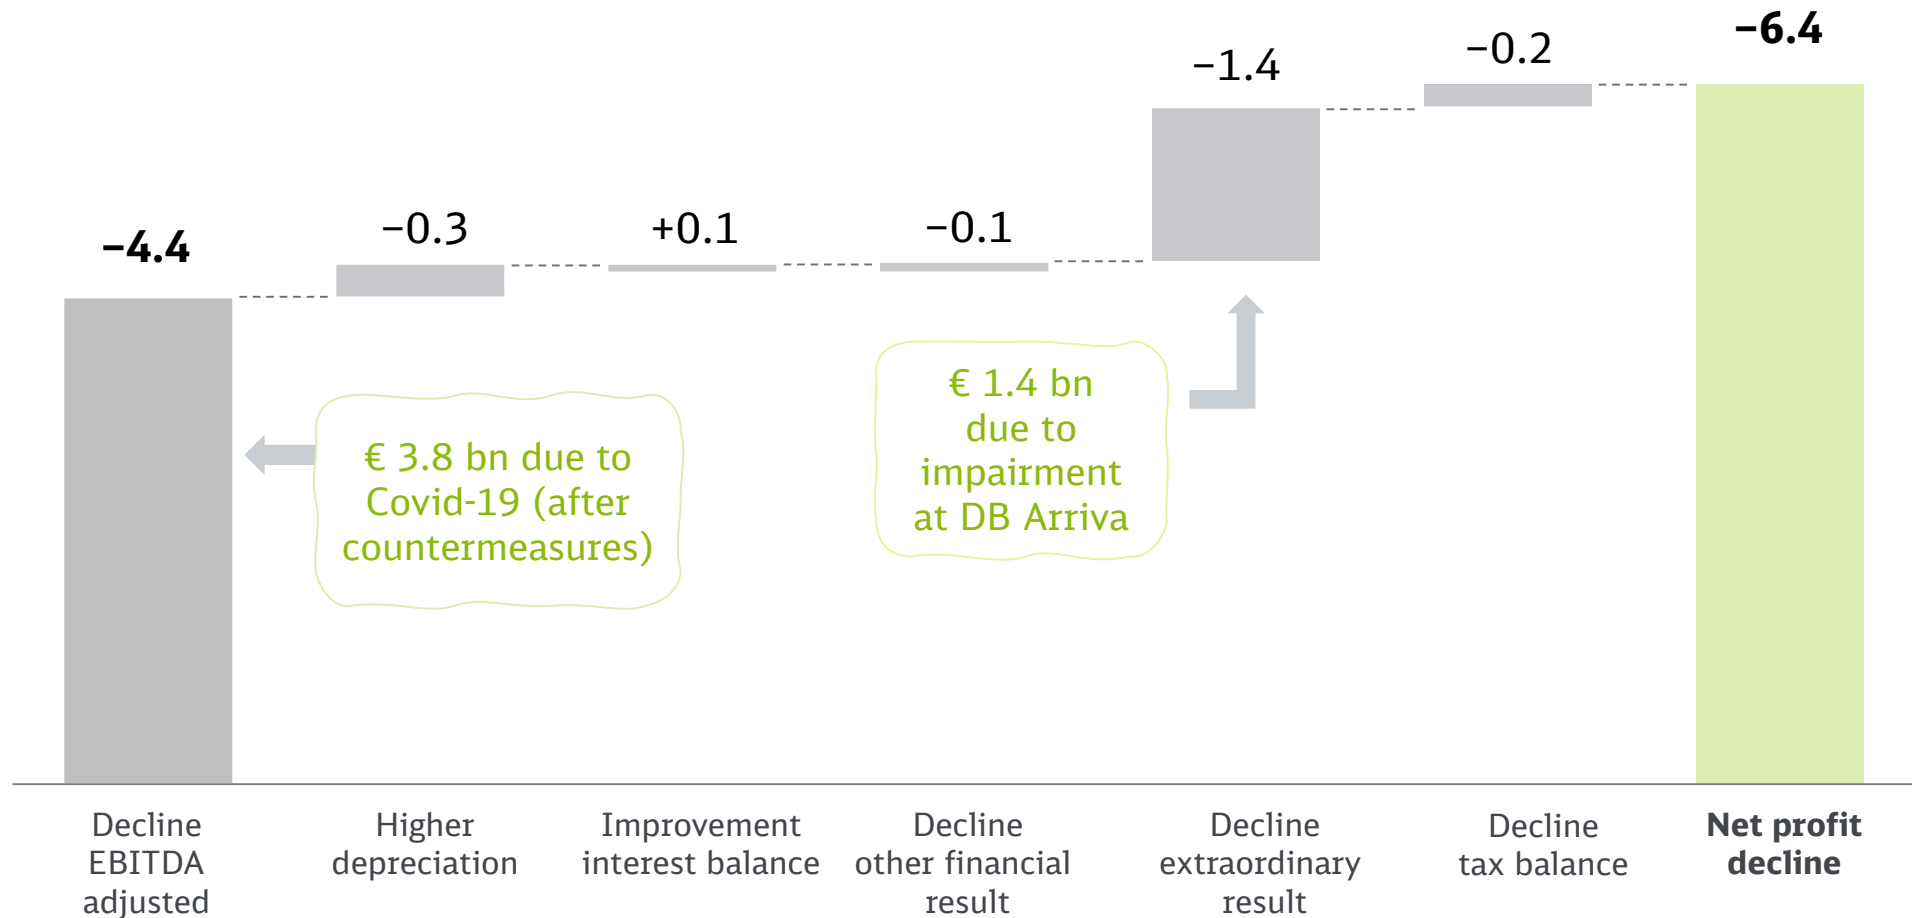 −4.4
−0.3
+0.1
−0.1
−1.4
−0.2
−6.4
€ 3.8 bn due to
Covid-19 (after
countermeasures)
€ 1.4 bn
due to
impairment
at DB Arriva
Decline
EBITDA
adjusted
Higher
depreciation
Improvement
interest balance
Decline
other financial
result
Decline
extraordinary
result
Decline
tax balance
Net profit
decline